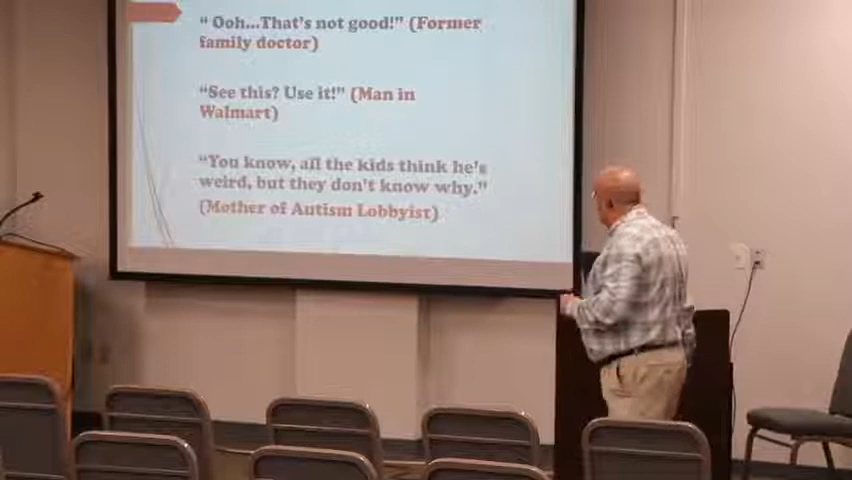 “ Ooh...That’s not good!” (Former
family doctor)
“See this? Use it!” (Man in
Walmart)
“You know, all the kids think he’s
weird, but they don’t know why.”
(Mother of Autism Lobbyist)